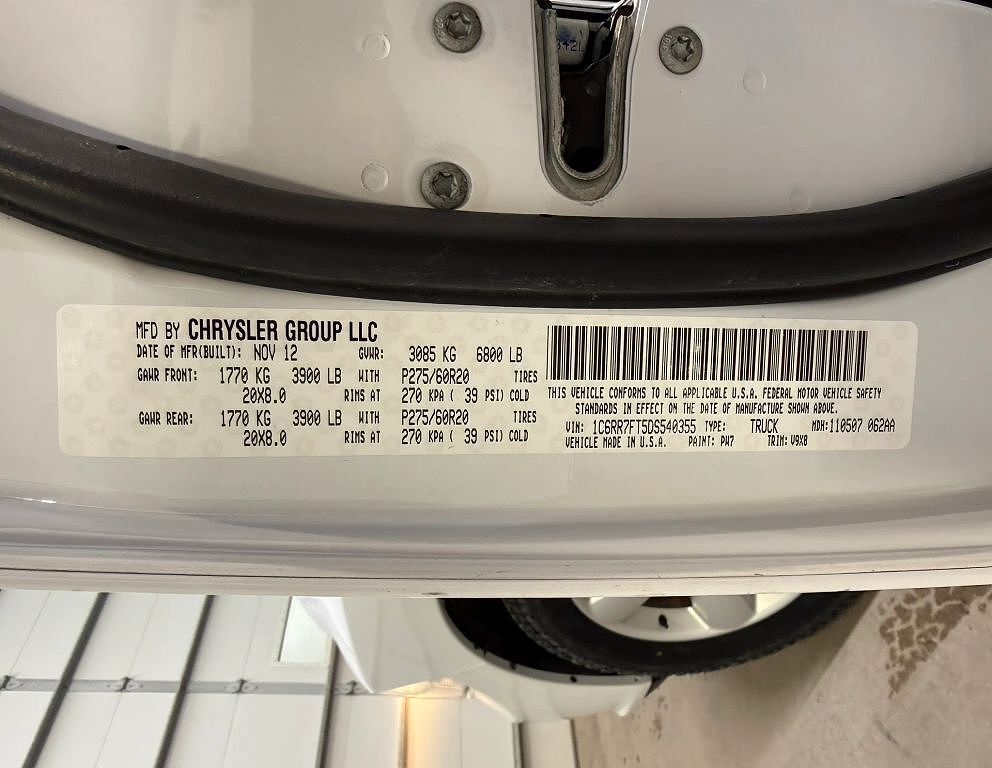 MFD BY CHRYSLER GROUP LLC
DATE OF MFR(BUILT): NOV 12 GVWR: 3085 KG 6800 LB
GAWR FRONT: 1770 KG 3900 LB WITH P275/60R20 TIRES
20X8.0 RIMS AT 270 KPA ( 39 PSI) COLD
GAWR REAR: 1770 KG 3900 LB WITH P275/60R20 TIRES
20X8.0 RIMS AT 270 KPA ( 39 PSI) COLD
THIS VEHICLE CONFORMS TO ALL APPLICABLE U.S.A. FEDERAL MOTOR VEHICLE SAFETY
STANDARDS IN EFFECT ON THE DATE OF MANUFACTURE SHOWN ABOVE.
VIN: 1C6RR7FT5DS540355 TYPE: TRUCK MDH:110507 062AA
VEHICLE MADE IN U.S.A. PAINT: PW7 TRIM: V9X8